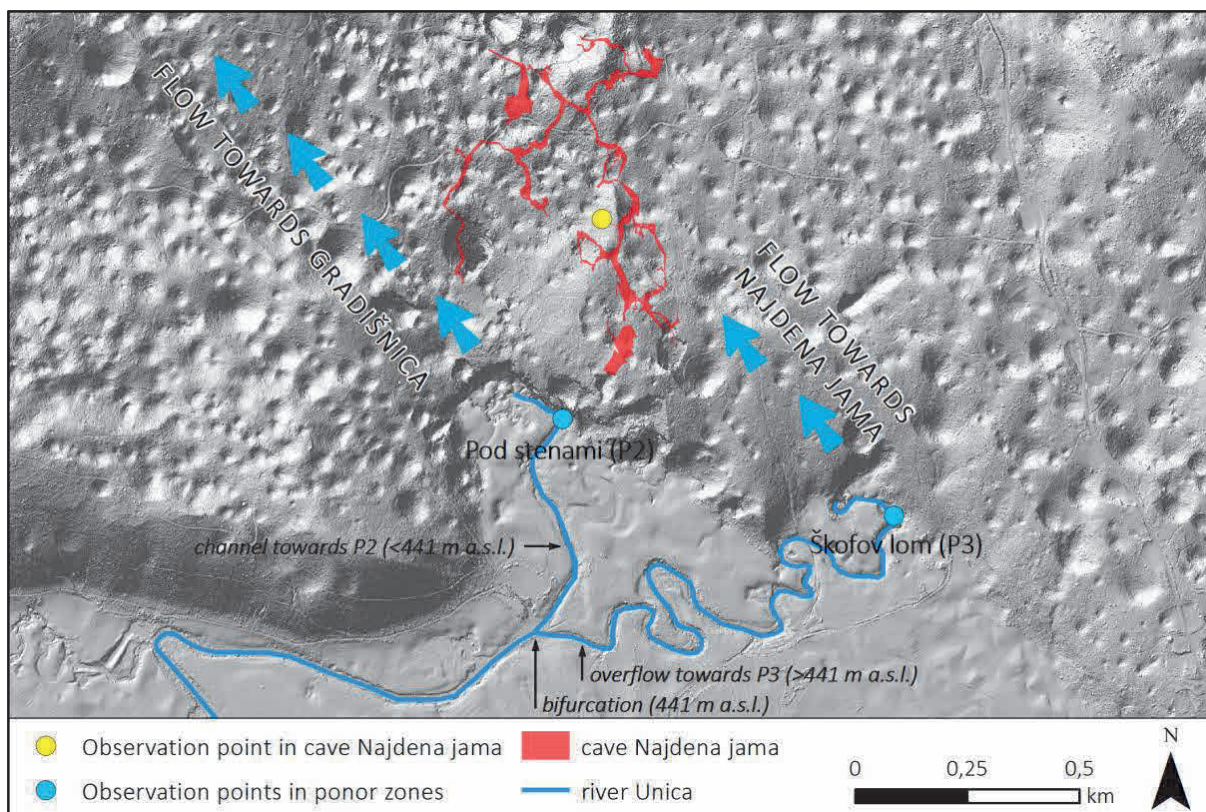 FLOW TOWARDS GRADIŠNICA
FLOW TOWARDS
NAJDENA JAMA
Pod stenami (P2)
Škofov lom (P3)
channel towards P2 (<441 m a.s.l.)
overflow towards P3 (>441 m a.s.l.)
bifurcation (441 m a.s.l.)
Observation point in cave Najdena jama
cave Najdena jama
Observation points in ponor zones
river Unica
0
0,25
0,5
km
N